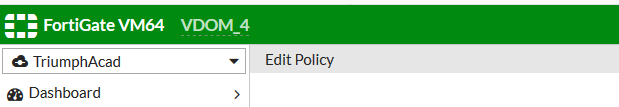 FortiGate VM64 VDOM_4
TriumphAcad Edit Policy
Dashboard